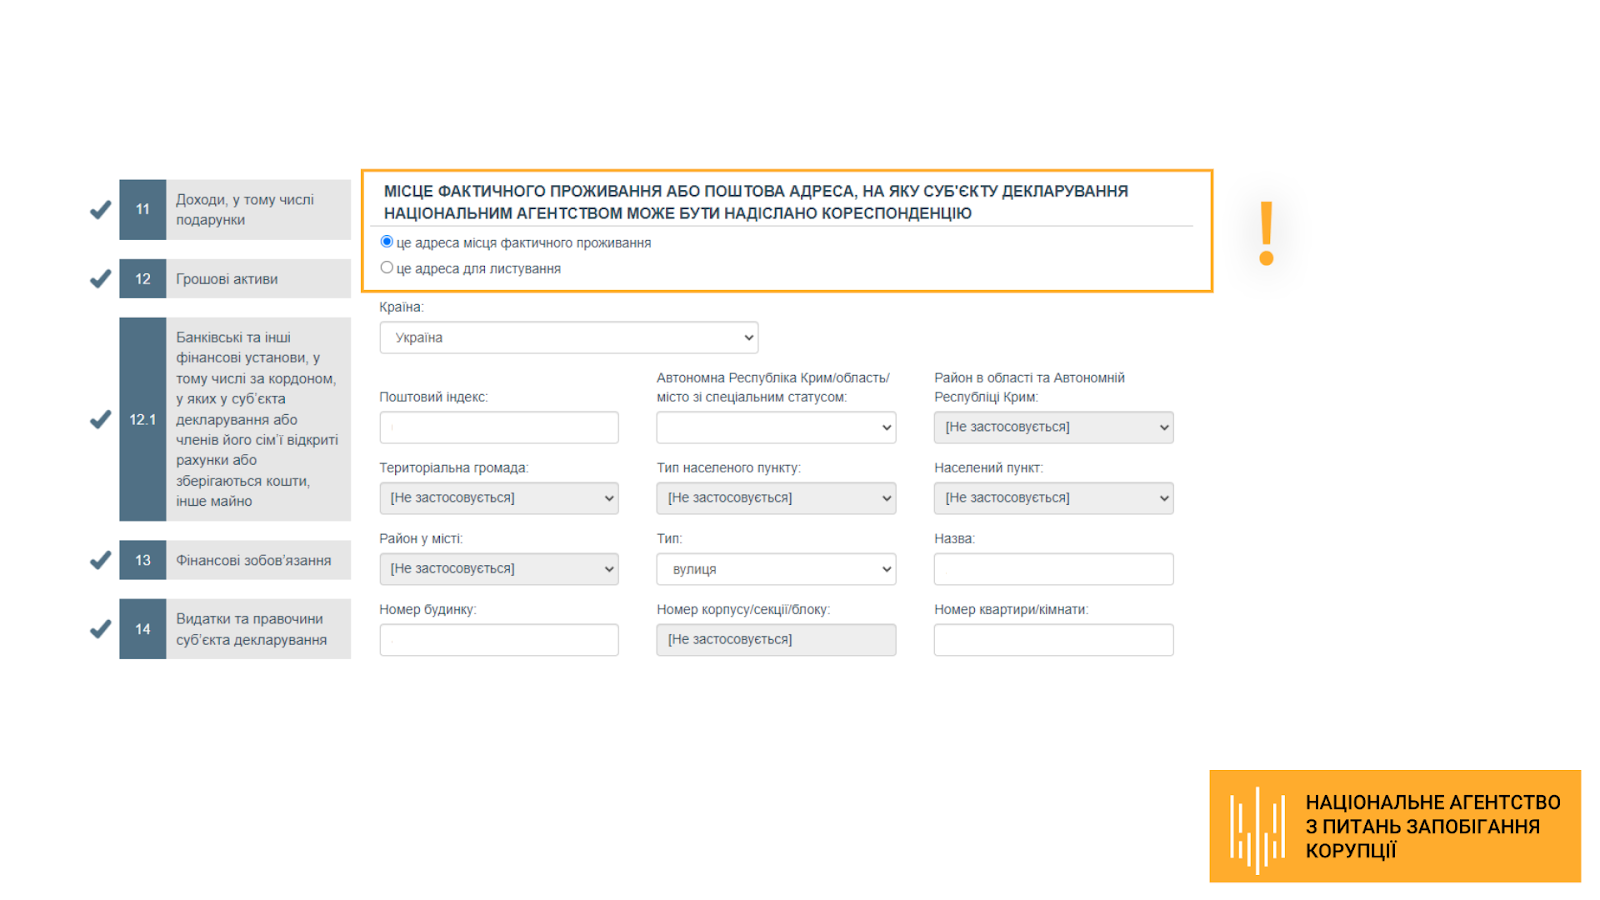 11
Доходи, у тому числі
подарунки
12
Грошові активи
12.1
Банківські та інші
фінансові установи, у
тому числі за кордоном,
у яких у суб’єкта
декларування або
членів його сім’ї відкриті
рахунки або
зберігаються кошти,
інше майно
13
Фінансові зобов’язання
14
Видатки та правочини
суб’єкта декларування
МІСЦЕ ФАКТИЧНОГО ПРОЖИВАННЯ АБО ПОШТОВА АДРЕСА, НА ЯКУ СУБ'ЄКТУ ДЕКЛАРУВАННЯ
НАЦІОНАЛЬНИМ АГЕНТСТВОМ МОЖЕ БУТИ НАДІСЛАНО КОРЕСПОНДЕНЦІЮ
це адреса місця фактичного проживання
це адреса для листування
!
Країна:
Україна
Поштовий індекс:
Автономна Республіка Крим/область/
місто зі спеціальним статусом:
Район в області та Автономній
Республіці Крим:
[Не застосовується]
Територіальна громада:
Тип населеного пункту:
Населений пункт:
[Не застосовується]
[Не застосовується]
[Не застосовується]
Район у місті:
Тип:
Назва:
[Не застосовується]
вулиця
Номер будинку:
Номер корпусу/секції/блоку:
Номер квартири/кімнати:
[Не застосовується]
НАЦІОНАЛЬНЕ АГЕНТСТВО
З ПИТАНЬ ЗАПОБІГАННЯ
КОРУПЦІЇ